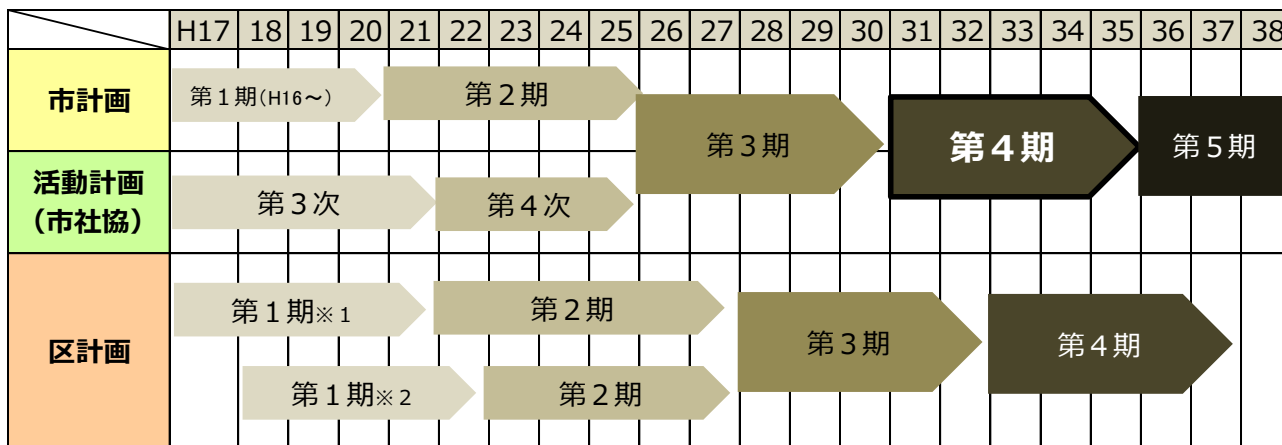 H17 18 19 20 21 22 23 24 25 26 27 28 29 30 31 32 33 34 35 36 37 38
市計画
第1期(H16～)
第2期
第3期
第4期
第5期
活動計画
(市社協)
第3次
第4次
区計画
第1期※1
第2期
第3期
第4期
第1期※2
第2期